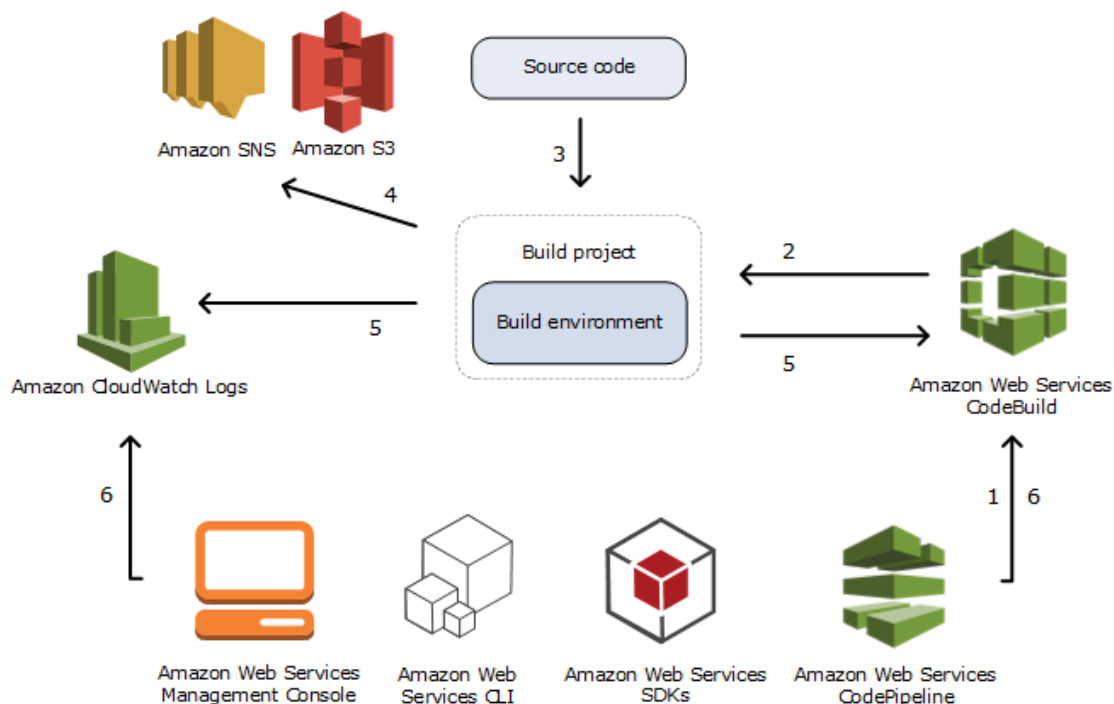 Source code
Amazon SNS
Amazon S3
3
4
Build project
2
Build environment
5
5
Amazon CloudWatch Logs
Amazon Web Services
CodeBuild
6
1
6
Amazon Web Services
Management Console
Amazon Web
Services CLI
Amazon Web Services
SDKs
Amazon Web Services
CodePipeline